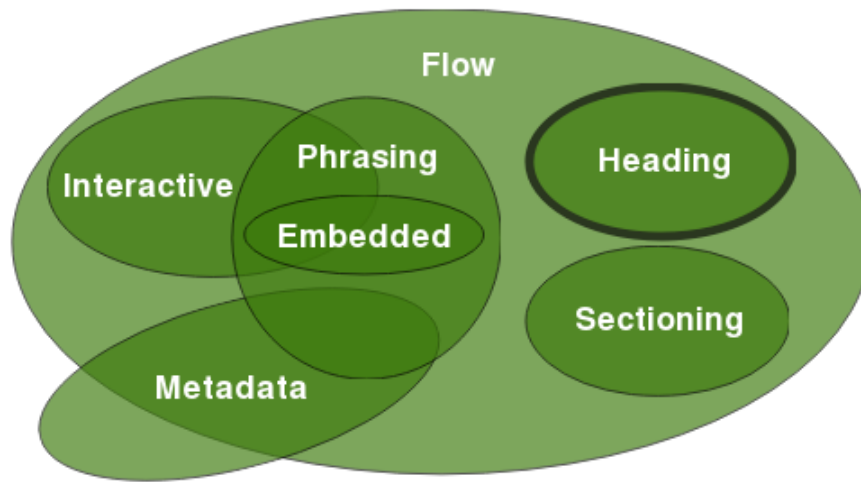 Flow
Phrasing
Heading
Interactive
Embedded
Sectioning
Metadata